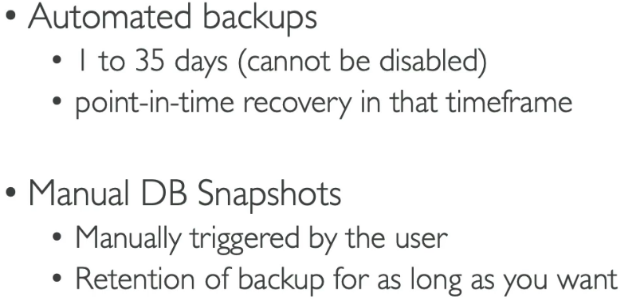 • Automated backups
• 1 to 35 days (cannot be disabled)
• point-in-time recovery in that timeframe
• Manual DB Snapshots
• Manually triggered by the user
• Retention of backup for as long as you want